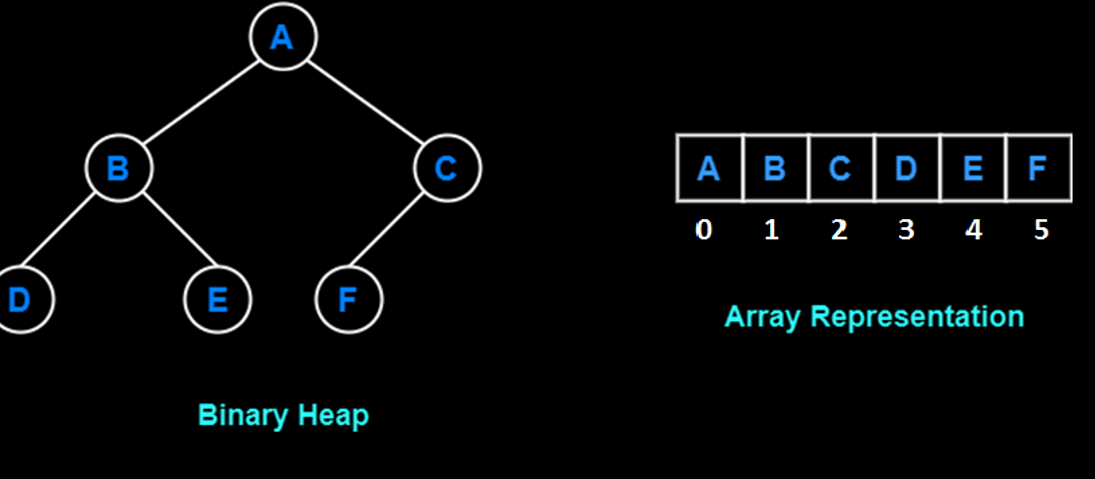 A
B C
D E F
Binary Heap
A B C D E F
0 1 2 3 4 5
Array Representation